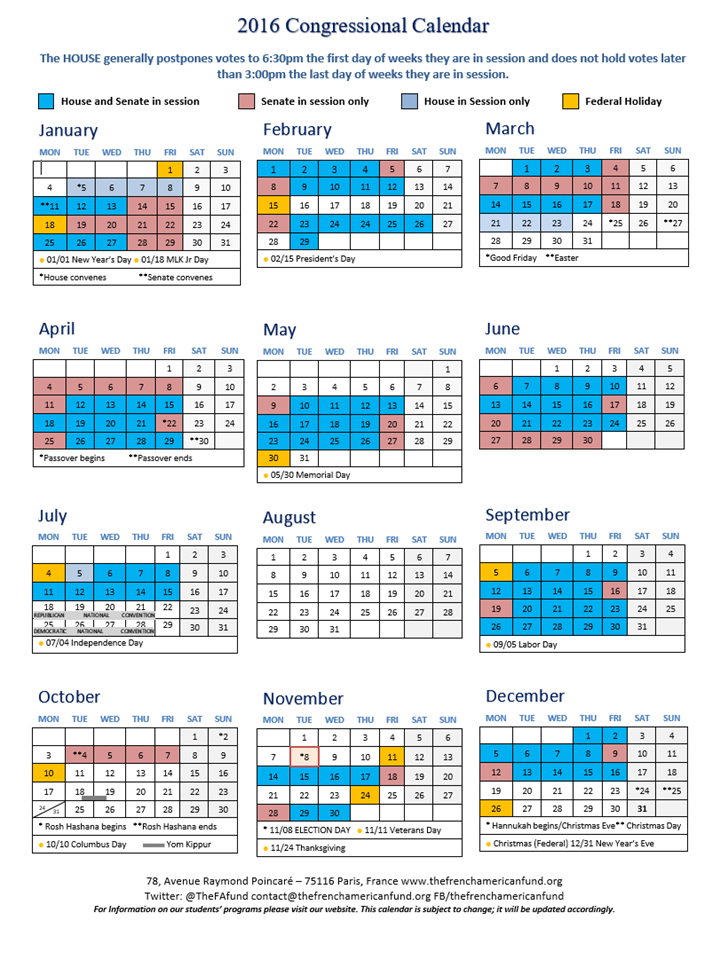 2016 Congressional Calendar
The HOUSE generally postpones votes to 6:30pm the first day of weeks they are in session and does not hold votes later
than 3:00pm the last day of weeks they are in session.
House and Senate in session
Senate in session only
House in Session only
Federal Holiday
January
MON TUE WED THU FRI SAT SUN
1 2 3
4 *5 6 7 8 9 10
**11 12 13 14 15 16 17
18 19 20 21 22 23 24
25 26 27 28 29 30 31
01/01 New Year's Day 01/18 MLK Jr Day
*House convenes **Senate convenes
February
MON TUE WED THU FRI SAT SUN
1 2 3 4 5 6 7
8 9 10 11 12 13 14
15 16 17 18 19 20 21
22 23 24 24 25 26 27
28 29
02/15 President's Day
March
MON TUE WED THU FRI SAT SUN
1 2 3 4 5 6
7 8 9 10 11 12 13
14 15 16 17 18 19 20
21 22 23 24 *25 26 **27
28 29 30 31
*Good Friday **Easter
April
MON TUE WED THU FRI SAT SUN
1 2 3
4 5 6 7 8 9 10
11 12 13 14 15 16 17
18 19 20 21 *22 23 24
25 26 27 28 29 **30
*Passover begins **Passover ends
May
MON TUE WED THU FRI SAT SUN
1
2 3 4 5 6 7 8
9 10 11 12 13 14 15
16 17 18 19 20 21 22
23 24 25 26 27 28 29
30 31
05/30 Memorial Day
June
MON TUE WED THU FRI SAT SUN
1 2 3 4 5
6 7 8 9 10 11 12
13 14 15 16 17 18 19
20 21 22 23 24 25 26
27 28 29 30
July
MON TUE WED THU FRI SAT SUN
1 2 3
4 5 6 7 8 9 10
11 12 13 14 15 16 17
18 19 20 21 22 23 24
REPUBLICAN NATIONAL CONVENTION
25 26 27 28 29 30 31
DEMOCRATIC NATIONAL CONVENTION
07/04 Independence Day
August
MON TUE WED THU FRI SAT SUN
1 2 3 4 5 6 7
8 9 10 11 12 13 14
15 16 17 18 19 20 21
22 23 24 25 26 27 28
29 30 31
September
MON TUE WED THU FRI SAT SUN
1 2 3 4
5 6 7 8 9 10 11
12 13 14 15 16 17 18
19 20 21 22 23 24 25
26 27 28 29 30 31
09/05 Labor Day
October
MON TUE WED THU FRI SAT SUN
1 *2
3 **4 5 6 7 8 9
10 11 12 13 14 15 16
17 18 19 20 21 22 23
24 31 25 26 27 28 29 30
* Rosh Hashana begins **Rosh Hashana ends
10/10 Columbus Day Yom Kippur
November
MON TUE WED THU FRI SAT SUN
1 2 3 4 5 6
7 *8 9 10 11 12 13
14 15 16 17 18 19 20
21 22 23 24 25 26 27
28 29 30
* 11/08 ELECTION DAY 11/11 Veterans Day
11/24 Thanksgiving
December
MON TUE WED THU FRI SAT SUN
1 2 3 4
5 6 7 8 9 10 11
12 13 14 15 16 17 18
19 20 21 22 23 *24 **25
26 27 28 29 30 31
* Hannukah begins/Christmas Eve** Christmas Day
Christmas (Federal) 12/31 New Year's Eve
78, Avenue Raymond Poincaré – 75116 Paris, France www.thefrenchamericanfund.org
Twitter: @TheFAfund contact@thefrenchamericanfund.org FB/thefrenchamericanfund
For Information on our students' programs please visit our website. This calendar is subject to change; it will be updated accordingly.